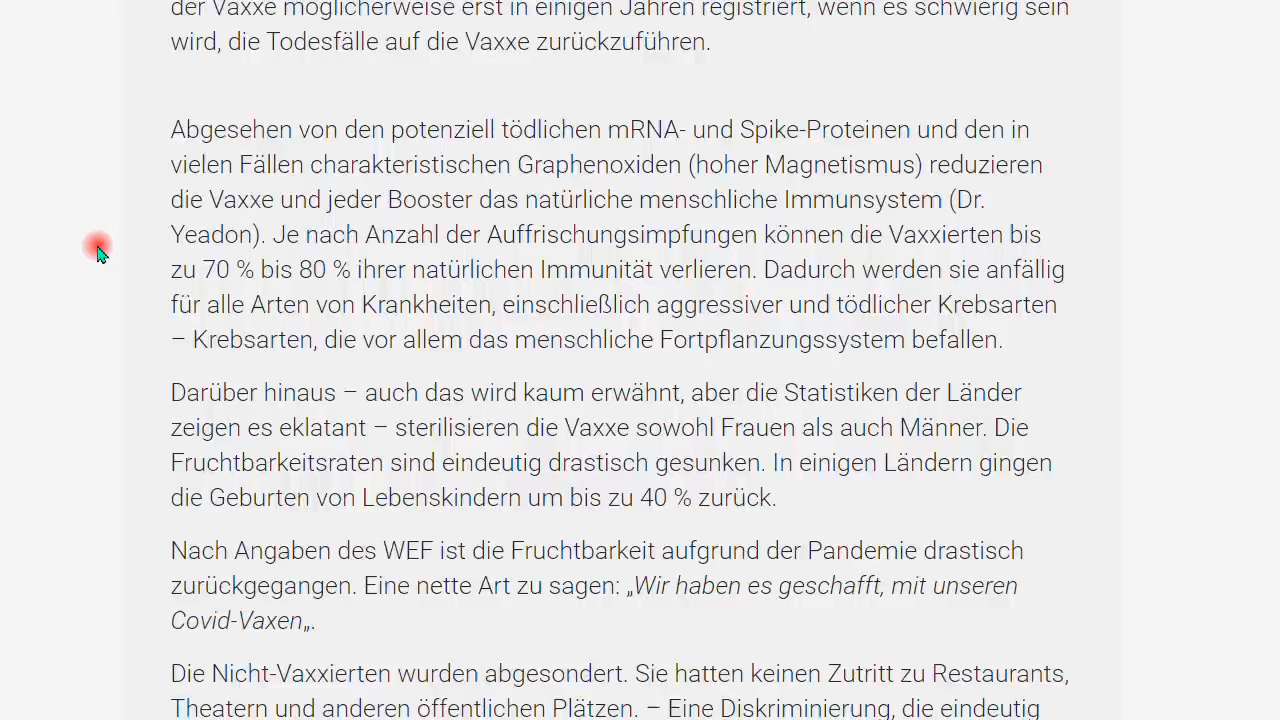 der Vaxxe möglicherweise erst in einigen Jahren registriert, wenn es schwierig sein
wird, die Todesfälle auf die Vaxxe zurückzuführen.
Abgesehen von den potenziell tödlichen mRNA- und Spike-Proteinen und den in
vielen Fällen charakteristischen Graphenoxiden (hoher Magnetismus) reduzieren
die Vaxxe und jeder Booster das natürliche menschliche Immunsystem (Dr.
Yeadon). Je nach Anzahl der Auffrischungsimpfungen können die Vaxxierten bis
zu 70 % bis 80 % ihrer natürlichen Immunität verlieren. Dadurch werden sie anfällig
für alle Arten von Krankheiten, einschließlich aggressiver und tödlicher Krebsarten
– Krebsarten, die vor allem das menschliche Fortpflanzungssystem befallen.
Darüber hinaus – auch das wird kaum erwähnt, aber die Statistiken der Länder
zeigen es eklatant – sterilisieren die Vaxxe sowohl Frauen als auch Männer. Die
Fruchtbarkeitsraten sind eindeutig drastisch gesunken. In einigen Ländern gingen
die Geburten von Lebenskindern um bis zu 40 % zurück.
Nach Angaben des WEF ist die Fruchtbarkeit aufgrund der Pandemie drastisch
zurückgegangen. Eine nette Art zu sagen: „Wir haben es geschafft, mit unseren
Covid-Vaxen„.
Die Nicht-Vaxxierten wurden abgesondert. Sie hatten keinen Zutritt zu Restaurants,
Theatern und anderen öffentlichen Plätzen. – Eine Diskriminierung, die eindeutig